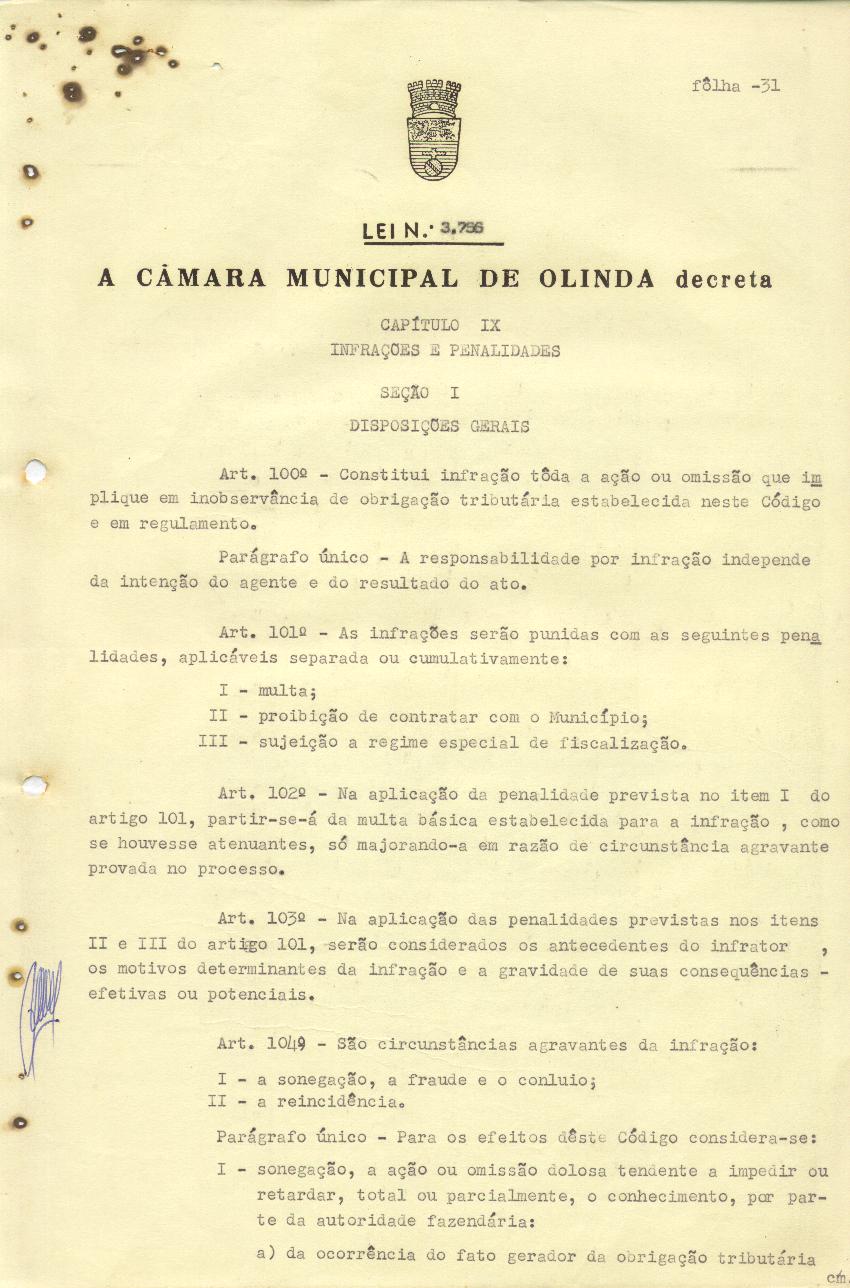 fôlha -31
LEI N.º 3.756
A CÂMARA MUNICIPAL DE OLINDA decreta
CAPÍTULO IX
INFRAÇÕES E PENALIDADES
SEÇÃO I
DISPOSIÇÕES GERAIS
Art. 100º - Constitui infração tôda a ação ou omissão que im
plique em inobservância de obrigação tributária estabelecida neste Código
e em regulamento.
Parágrafo único - A responsabilidade por infração independe
da intenção do agente e do resultado do ato.
Art. 101º - As infrações serão punidas com as seguintes pena
lidades, aplicáveis separada ou cumulativamente:
I - multa;
II - proibição de contratar com o Município;
III - sujeição a regime especial de fiscalização.
Art. 102º - Na aplicação da penalidade prevista no item I do
artigo 101, partir-se-á da multa básica estabelecida para a infração , como
se houvesse atenuantes, só majorando-a em razão de circunstância agravante
provada no processo.
Art. 103º - Na aplicação das penalidades previstas nos itens
II e III do artigo 101, serão considerados os antecedentes do infrator ,
os motivos determinantes da infração e a gravidade de suas consequências -
efetivas ou potenciais.
Art. 104º - São circunstâncias agravantes da infração:
I - a sonegação, a fraude e o conluio;
II - a reincidência.
Parágrafo único - Para os efeitos dêste Código considera-se:
I - sonegação, a ação ou omissão dolosa tendente a impedir ou
retardar, total ou parcialmente, o conhecimento, por par-
te da autoridade fazendária:
a) da ocorrência do fato gerador da obrigação tributária